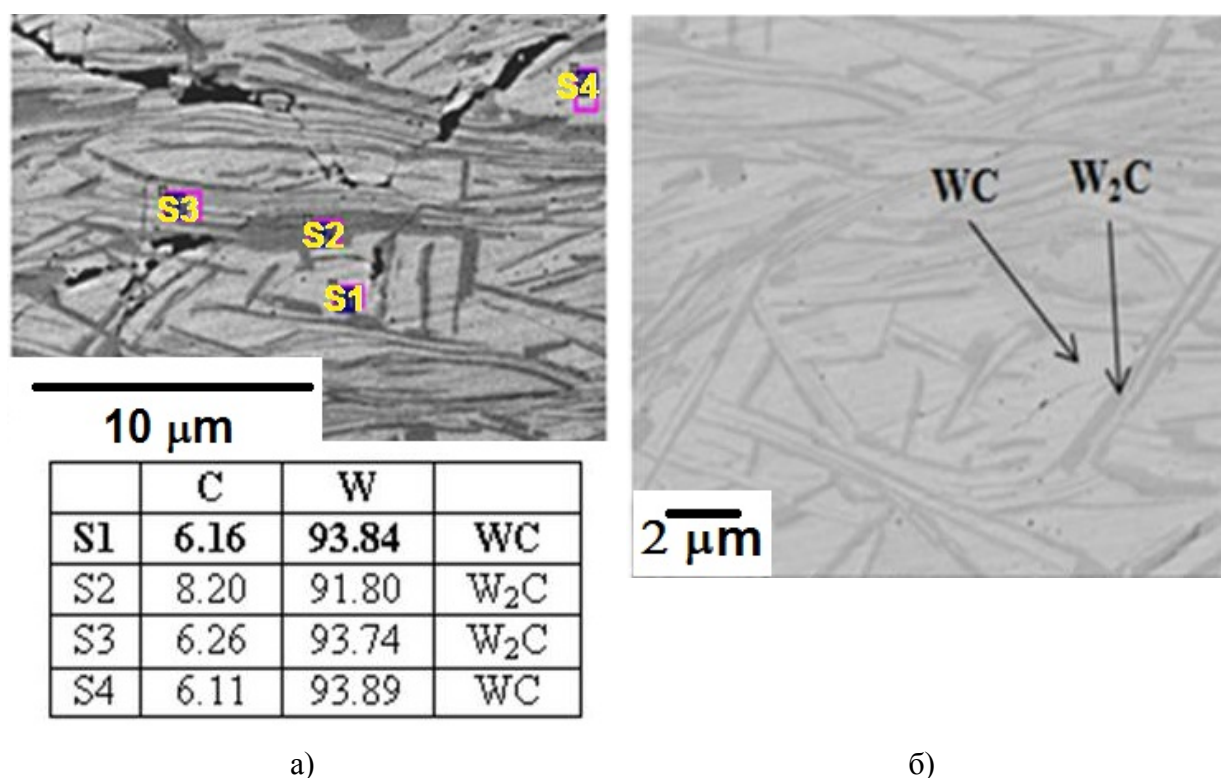 S4
S3
S2
S1
10 µm
C W
S1 6.16 93.84 WC
S2 8.20 91.80 W₂C
S3 6.26 93.74 W₂C
S4 6.11 93.89 WC
а)
WC W₂C
2 µm
б)